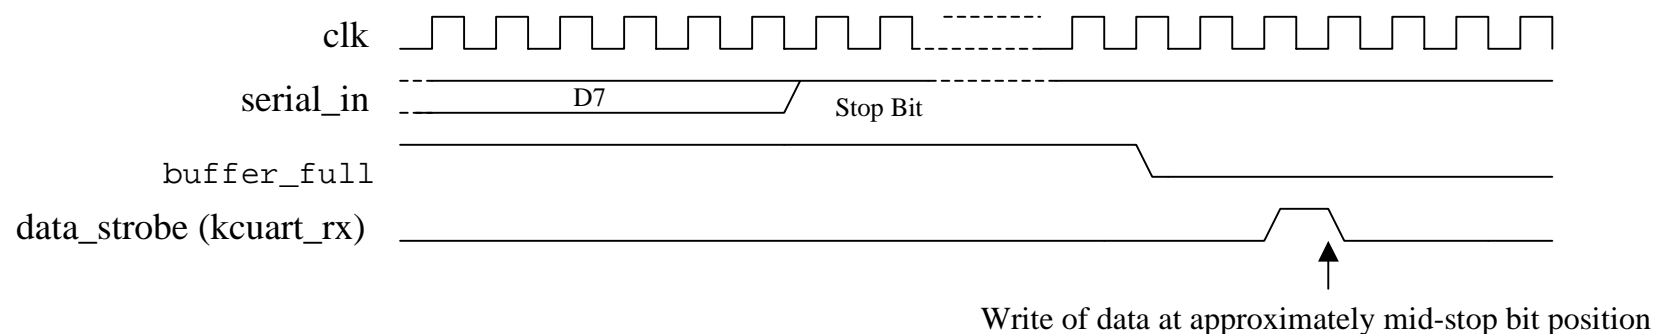 clk
serial_in
D7
Stop Bit
buffer_full
data_strobe (kcuart_rx)
Write of data at approximately mid-stop bit position